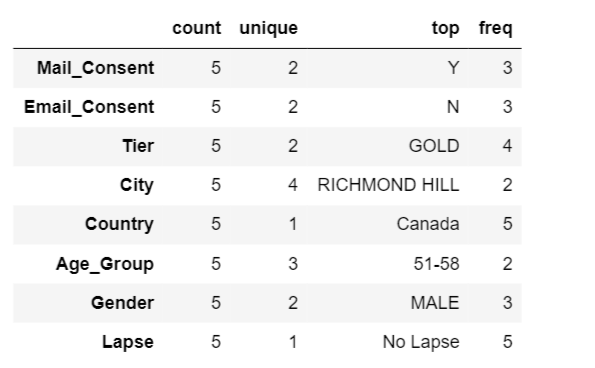 count unique top freq
Mail_Consent 5 2 Y 3
Email_Consent 5 2 N 3
Tier 5 2 GOLD 4
City 5 4 RICHMOND HILL 2
Country 5 1 Canada 5
Age_Group 5 3 51-58 2
Gender 5 2 MALE 3
Lapse 5 1 No Lapse 5